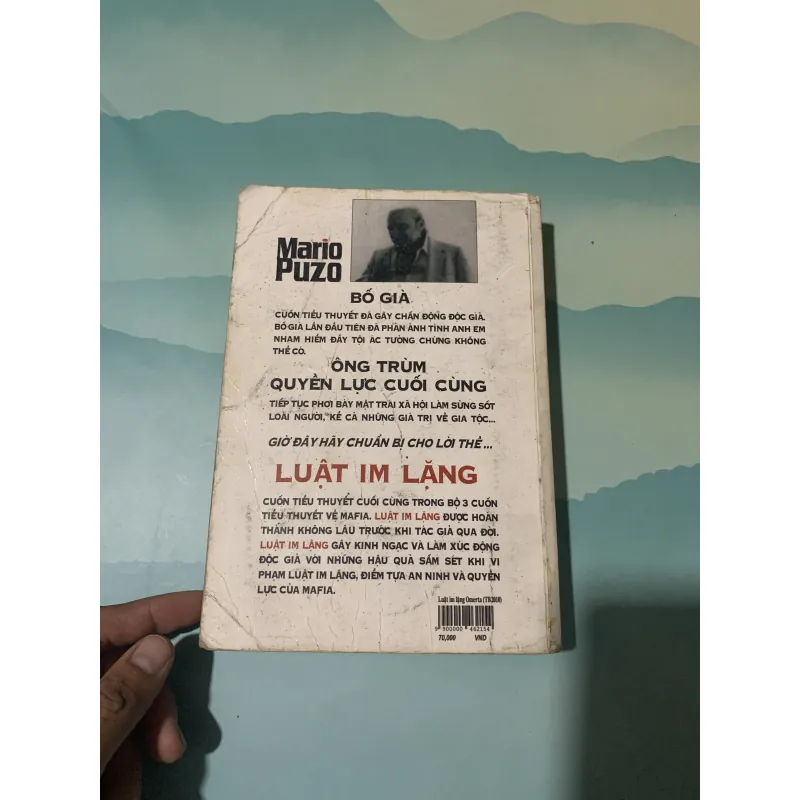 Mario
Puzo
BỐ GIÀ
CUỐN TIỂU THUYẾT ĐÃ GÂY CHẤN ĐỘNG ĐỘC GIẢ.
BỐ GIÀ LẦN ĐẦU TIÊN ĐÃ PHẢN ÁNH TÌNH ANH EM
NHAM HIỂM ĐẦY TỘI ÁC TƯỞNG CHỪNG KHÔNG
THỂ CÓ.
ÔNG TRÙM
QUYỀN LỰC CUỐI CÙNG
TIẾP TỤC PHƠI BÀY MẶT TRÁI XÃ HỘI LÀM SỬNG SỐT
LOÀI NGƯỜI, KỂ CẢ NHỮNG GIÁ TRỊ VỀ GIA TỘC...
GIỜ ĐÂY HÃY CHUẨN BỊ CHO LỜI THỀ ...
LUẬT IM LẶNG
CUỐN TIỂU THUYẾT CUỐI CÙNG TRONG BỘ 3 CUỐN
TIỂU THUYẾT VỀ MAFIA. LUẬT IM LẶNG ĐƯỢC HOÀN
THÀNH KHÔNG LÂU TRƯỚC KHI TÁC GIẢ QUA ĐỜI.
LUẬT IM LẶNG GÂY KINH NGẠC VÀ LÀM XÚC ĐỘNG
ĐỘC GIẢ VỚI NHỮNG HẬU QUẢ SẤM SÉT KHI VI
PHẠM LUẬT IM LẶNG, ĐIỂM TỰA AN NINH VÀ QUYỀN
LỰC CỦA MAFIA.
Luật im lặng Omerta (TB2010)
9 900000 462154
70,000 VND